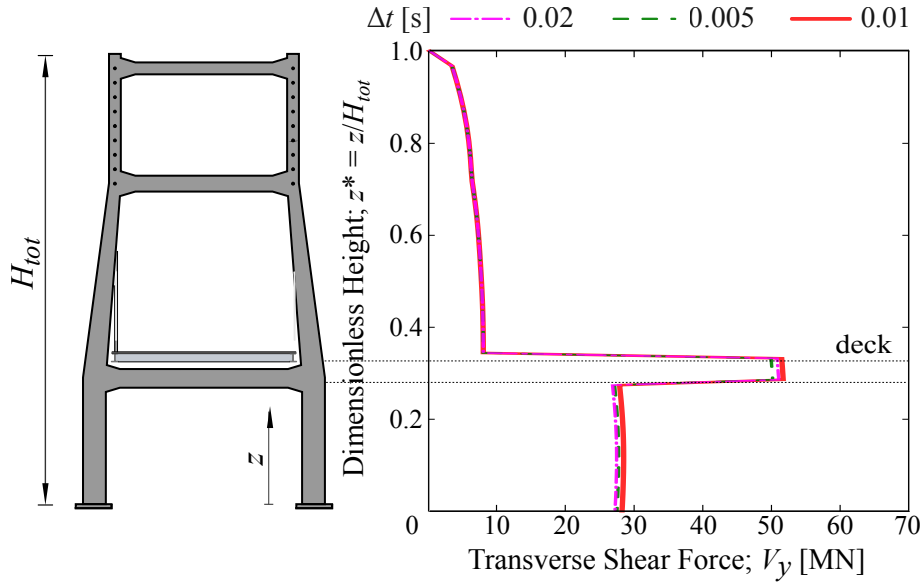 Δt [s] 0.02 0.005 0.01
1.0
0.8
0.6
0.4
0.2
0 10 20 30 40 50 60 70
Dimensionless Height; z* = z/H_tot
Transverse Shear Force; V_y [MN]
deck
H_tot
z